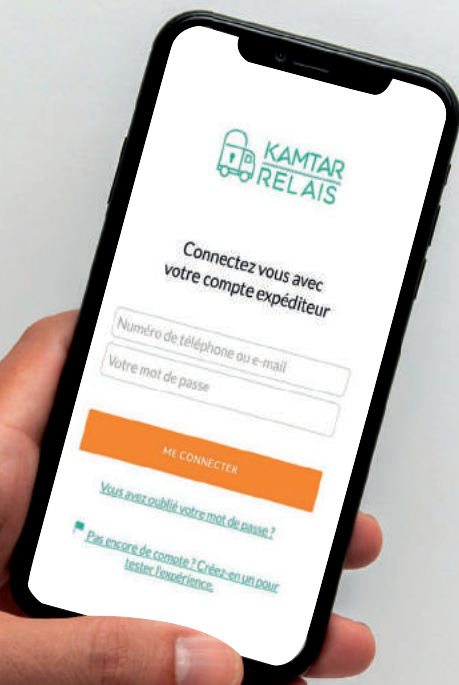 KAMTAR
RELAIS
Connectez vous avec
votre compte expéditeur
Numéro de téléphone ou e-mail
Votre mot de passe
ME CONNECTER
Vous avez oublié votre mot de passe ?
Pas encore de compte ? Créez-en un pour
tester l'expérience.